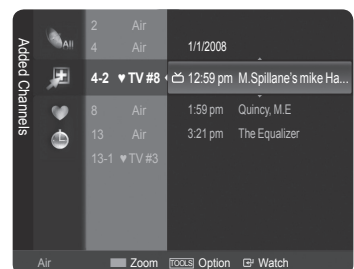 Added Channels
All
2 Air
4 Air 1/1/2008
4-2 ♥ TV #8 12:59 pm M.Spillane's mike Ha...
8 Air 1:59 pm Quincy, M.E
13 Air 3:21 pm The Equalizer
13-1 ♥ TV #3
Air Zoom TOOLS Option Watch